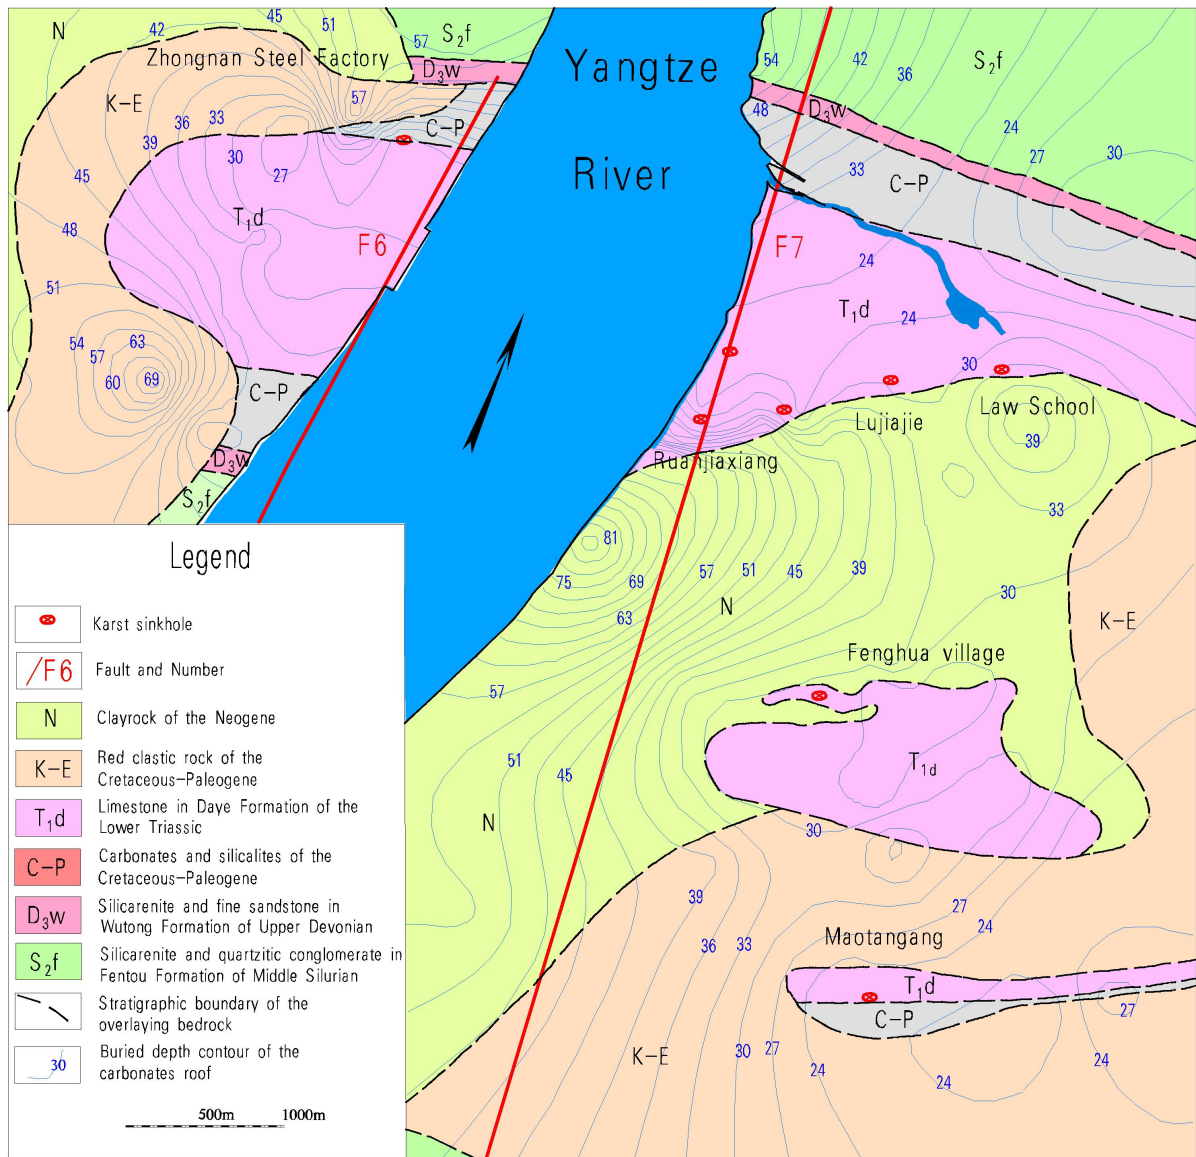 N
42
45
51
57
S₂f
Zhongnan Steel Factory
D₃w
K-E
57
36
33
39
30
27
C-P
45
48
T₁d
F6
51
54
57
63
60
69
C-P
D₃w
S₂f
Yangtze
River
54
42
36
S₂f
48
D₃w
24
27
30
33
C-P
F7
24
T₁d
24
30
Law School
Lujiajie
39
Ruanjiaxiang
33
81
75
69
57
51
45
39
30
63
N
K-E
Fenghua village
57
51
45
T₁d
N
30
39
27
24
36
33
Maotangang
T₁d
27
C-P
K-E
30
27
24
24
24
Legend
Karst sinkhole
/F6
Fault and Number
N
Clayrock of the Neogene
K-E
Red clastic rock of the
Cretaceous-Paleogene
T₁d
Limestone in Daye Formation of the
Lower Triassic
C-P
Carbonates and silicalites of the
Cretaceous-Paleogene
D₃w
Silicarenite and fine sandstone in
Wutong Formation of Upper Devonian
S₂f
Silicarenite and quartzitic conglomerate in
Fentou Formation of Middle Silurian
Stratigraphic boundary of the
overlaying bedrock
30
Buried depth contour of the
carbonates roof
500m
1000m